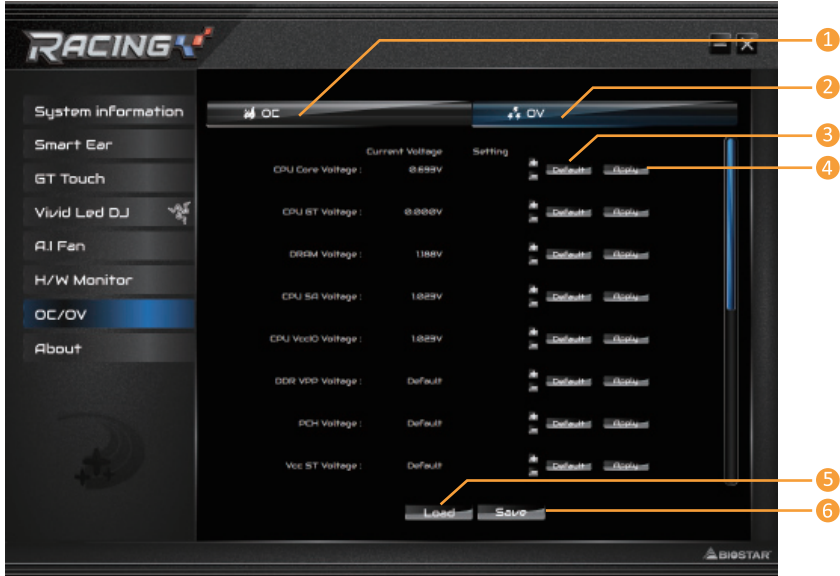 RACING
1
2
System information
OC
OV
Smart Ear
3
Current Voltage Setting
CPU Core Voltage : 0.699V Default Apply
4
GT Touch
Vivid Led DJ
CPU GT Voltage : 0.000V Default Apply
A.I Fan
DRAM Voltage : 1.188V Default Apply
H/W Monitor
CPU SA Voltage : 1.029V Default Apply
OC/OV
CPU VccIO Voltage : 1.029V Default Apply
About
DDR VPP Voltage : Default Default Apply
PCH Voltage : Default Default Apply
Vcc ST Voltage : Default Default Apply
5
Load Save
6
BIOSTAR